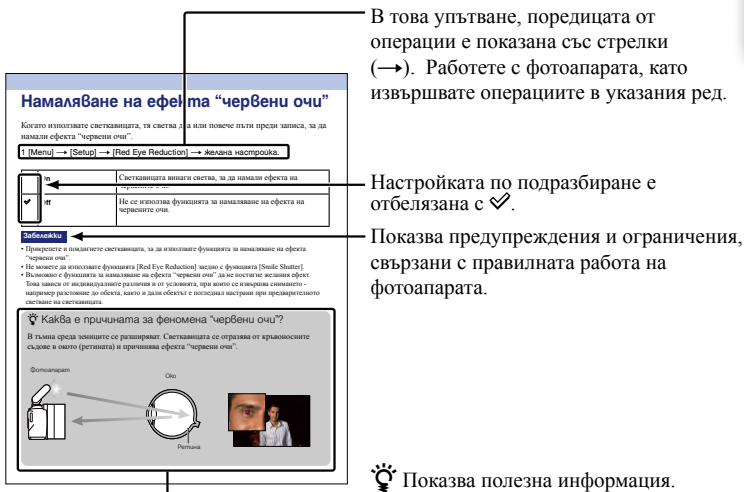 В това упътване, поредицата от
операции е показана със стрелки
(→). Работете с фотоапарата, като
извършвате операциите в указания ред.
Намаляване на ефекта “червени очи”
Когато използвате светкавицата, тя светва два или повече пъти преди записа, за да
намали ефекта “червени очи”.
1 [Menu] → [Setup] → [Red Eye Reduction] → желана настройка.
Светкавицата винаги светва, за да намали ефекта на
червените очи.
✔ Не се използва функцията за намаляване на ефекта на
червените очи.
Настройката по подразбиране е
отбелязана с ✔.
Забележки
Показва предупреждения и ограничения,
свързани с правилната работа на
фотоапарата.
• Прикрепете и повдигнете светкавицата, за да използвате функцията за намаляване на ефекта
“червени очи”.
• Не можете да използвате функцията [Red Eye Reduction] заедно с функцията [Smile Shutter].
• Възможно е функцията за намаляване на ефекта “червени очи” да не постигне желания ефект.
Това зависи от индивидуалните различия и от условията, при които се извършва снимането -
например разстояние до обекта, както и дали обектът е погледнал настрани при предварителното
светване на светкавицата.
Каква е причината за феномена “червени очи”?
В тъмна среда зениците се разширяват. Светкавицата се отразява от кръвоносните
съдове в окото (ретината) и причинява ефекта “червени очи”.
Фотоапарат
Око
Ретина
Показва полезна информация.